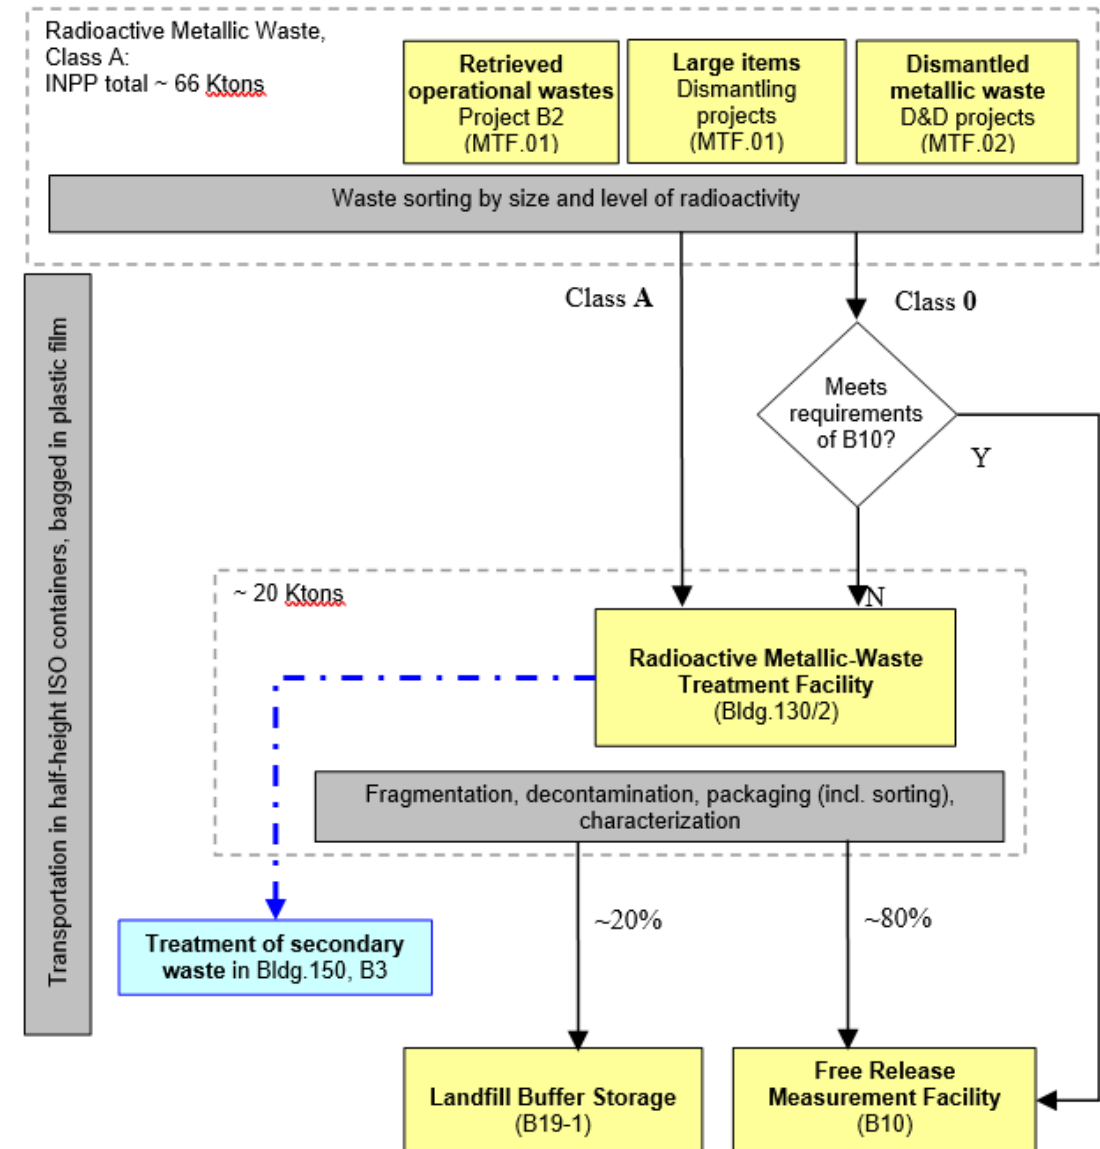 Radioactive Metallic Waste,
Class A:
INPP total ~ 66 Ktons
Retrieved
operational wastes
Project B2
(MTF.01)
Large items
Dismantling
projects
(MTF.01)
Dismantled
metallic waste
D&D projects
(MTF.02)
Waste sorting by size and level of radioactivity
Transportation in half-height ISO containers, bagged in plastic film
Class A
Class 0
Meets
requirements
of B10?
Y
N
~ 20 Ktons
Radioactive Metallic-Waste
Treatment Facility
(Bldg.130/2)
Fragmentation, decontamination, packaging (incl. sorting),
characterization
~20%
~80%
Treatment of secondary
waste in Bldg.150, B3
Landfill Buffer Storage
(B19-1)
Free Release
Measurement Facility
(B10)